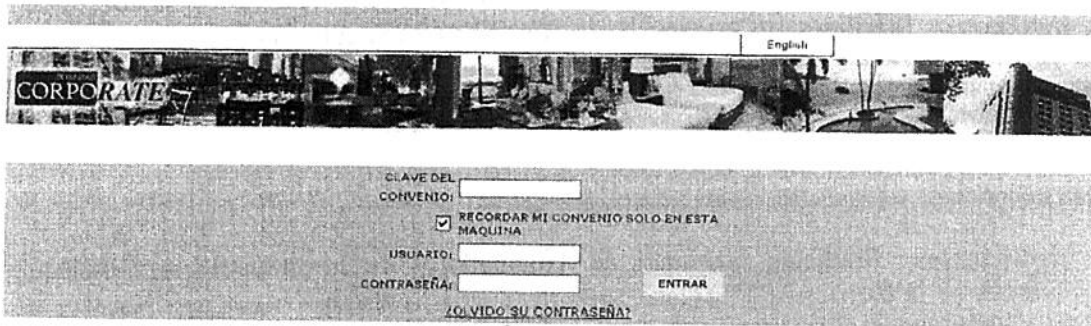 English
CORPORATE
CLAVE DEL
CONVENIO:
RECORDAR MI CONVENIO SOLO EN ESTA
MAQUINA
USUARIO:
CONTRASEÑA:
ENTRAR
¿OLVIDO SU CONTRASEÑA?